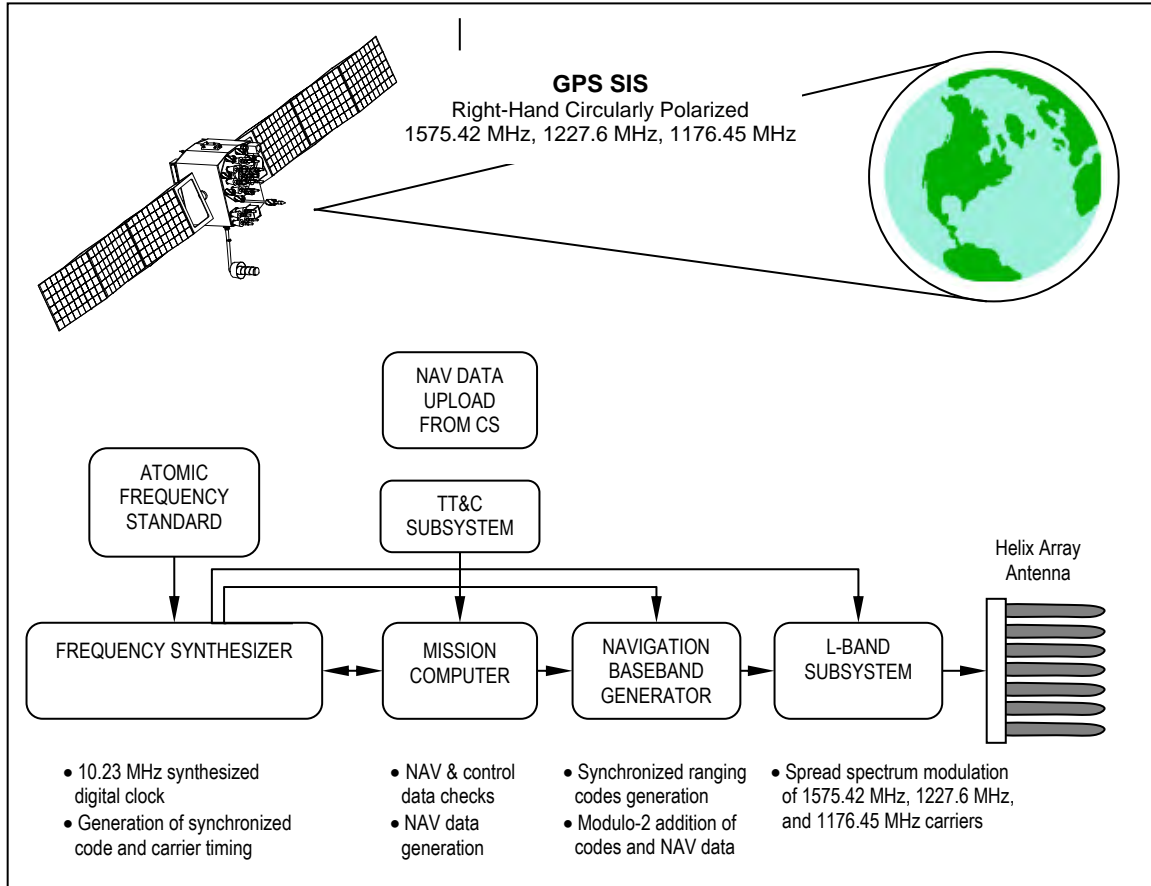 GPS SIS
Right-Hand Circularly Polarized
1575.42 MHz, 1227.6 MHz, 1176.45 MHz
NAV DATA
UPLOAD
FROM CS
ATOMIC
FREQUENCY
STANDARD
TT&C
SUBSYSTEM
Helix Array
Antenna
FREQUENCY SYNTHESIZER
MISSION
COMPUTER
NAVIGATION
BASEBAND
GENERATOR
L-BAND
SUBSYSTEM
• 10.23 MHz synthesized
digital clock
• Generation of synchronized
code and carrier timing
• NAV & control
data checks
• NAV data
generation
• Synchronized ranging
codes generation
• Modulo-2 addition of
codes and NAV data
• Spread spectrum modulation
of 1575.42 MHz, 1227.6 MHz,
and 1176.45 MHz carriers